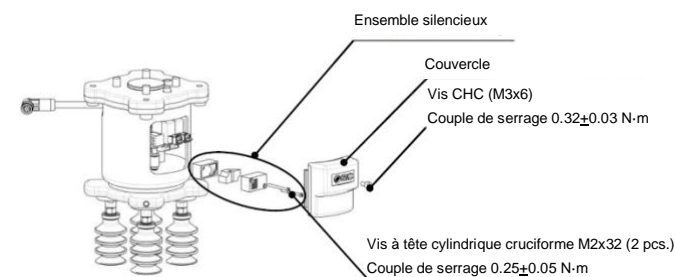 Ensemble silencieux
Couvercle
Vis CHC (M3x6)
Couple de serrage 0.32±0.03 N·m
Vis à tête cylindrique cruciforme M2x32 (2 pcs.)
Couple de serrage 0.25±0.05 N·m